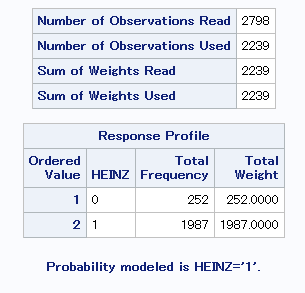 Number of Observations Read 2798
Number of Observations Used 2239
Sum of Weights Read 2239
Sum of Weights Used 2239
Response Profile
Ordered Value HEINZ Total Frequency Total Weight
1 0 252 252.0000
2 1 1987 1987.0000
Probability modeled is HEINZ='1'.